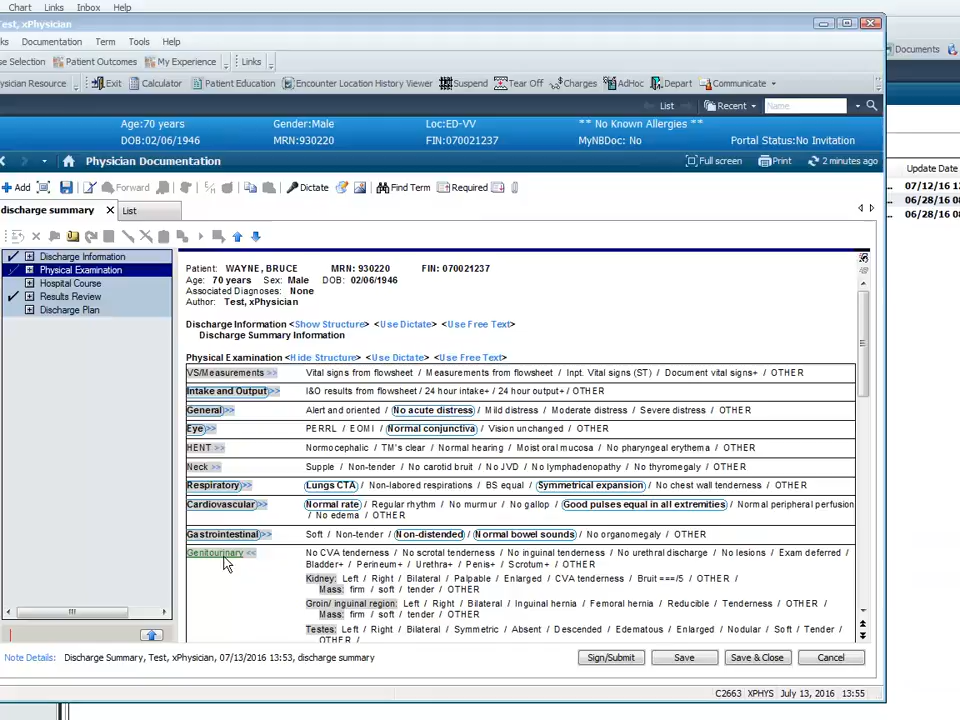 Chart Links Inbox Help
Test, xPhysician
ks Documentation Term Tools Help
se Selection Patient Outcomes My Experience Links
ysician Resource Exit Calculator Patient Education Encounter Location History Viewer Suspend Tear Off Charges AdHoc Depart Communicate
Documents
List Recent Name
Age:70 years Gender:Male Loc:ED-VV ** No Known Allergies **
DOB:02/06/1946 MRN:930220 FIN:070021237 MyNBDoc: No Portal Status:No Invitation
Physician Documentation Full screen Print 2 minutes ago
Update Date
Add Forward Dictate Find Term Required
... 07/12/16 1
... 06/28/16 0
... 06/28/16 0
discharge summary X List
Discharge Information
Physical Examination
Hospital Course
Results Review
Discharge Plan
Patient: WAYNE, BRUCE MRN: 930220 FIN: 070021237
Age: 70 years Sex: Male DOB: 02/06/1946
Associated Diagnoses: None
Author: Test, xPhysician
Discharge Information <Show Structure> <Use Dictate> <Use Free Text>
Discharge Summary Information
Physical Examination <Hide Structure> <Use Dictate> <Use Free Text>
VS/Measurements >> Vital signs from flowsheet / Measurements from flowsheet / Inpt. Vital signs (ST) / Document vital signs+ / OTHER
Intake and Output>> I&O results from flowsheet / 24 hour intake+ / 24 hour output+ / OTHER
General>> Alert and oriented / No acute distress / Mild distress / Moderate distress / Severe distress / OTHER
Eye>> PERRL / EOMI / Normal conjunctiva / Vision unchanged / OTHER
HENT >> Normocephalic / TM's clear / Normal hearing / Moist oral mucosa / No pharyngeal erythema / OTHER
Neck >> Supple / Non-tender / No carotid bruit / No JVD / No lymphadenopathy / No thyromegaly / OTHER
Respiratory>> Lungs CTA / Non-labored respirations / BS equal / Symmetrical expansion / No chest wall tenderness / OTHER
Cardiovascular>> Normal rate / Regular rhythm / No murmur / No gallop / Good pulses equal in all extremities / Normal peripheral perfusion
/ No edema / OTHER
Gastrointestinal>> Soft / Non-tender / Non-distended / Normal bowel sounds / No organomegaly / OTHER
Genitourinary << No CVA tenderness / No scrotal tenderness / No inguinal tenderness / No urethral discharge / No lesions / Exam deferred /
Bladder+ / Perineum+ / Urethra+ / Penis+ / Scrotum+ / OTHER
Kidney: Left / Right / Bilateral / Palpable / Enlarged / CVA tenderness / Bruit ===/5 / OTHER /
Mass: firm / soft / tender / OTHER
Groin/ inguinal region: Left / Right / Bilateral / Inguinal hernia / Femoral hernia / Reducible / Tenderness / OTHER /
Mass: firm / soft / tender / OTHER
Testes: Left / Right / Bilateral / Symmetric / Absent / Descended / Edematous / Enlarged / Nodular / Soft / Tender /
OTHER /
Note Details: Discharge Summary, Test, xPhysician, 07/13/2016 13:53, discharge summary Sign/Submit Save Save & Close Cancel
C2663 XPHYS July 13, 2016 13:55